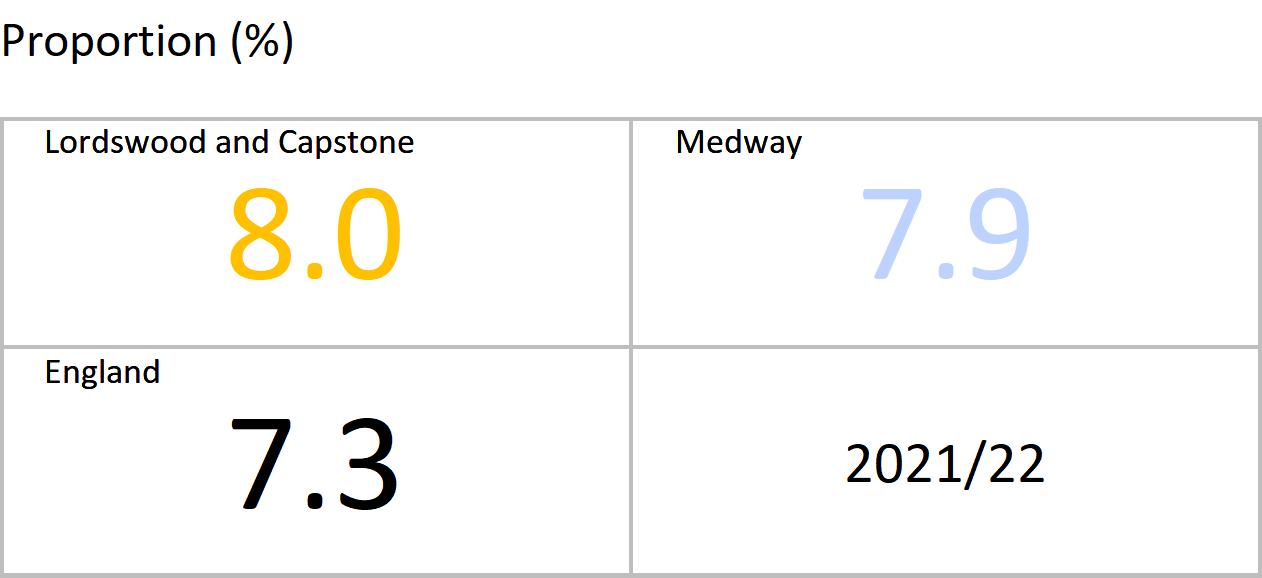 Proportion (%)
Lordswood and Capstone
8.0
Medway
7.9
England
7.3
2021/22